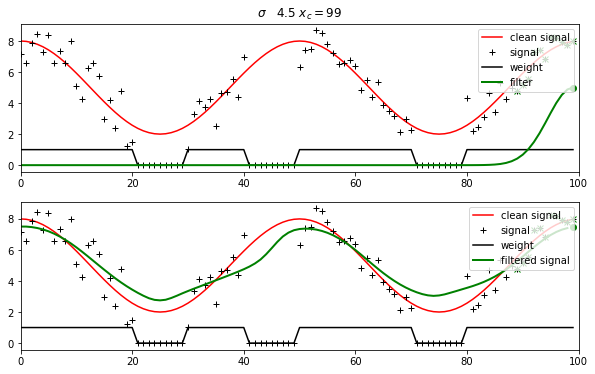 σ 4.5 x_c = 99
8
6
4
2
0
clean signal
signal
weight
filter
0 20 40 60 80 100
8
6
4
2
0
clean signal
signal
weight
filtered signal
0 20 40 60 80 100